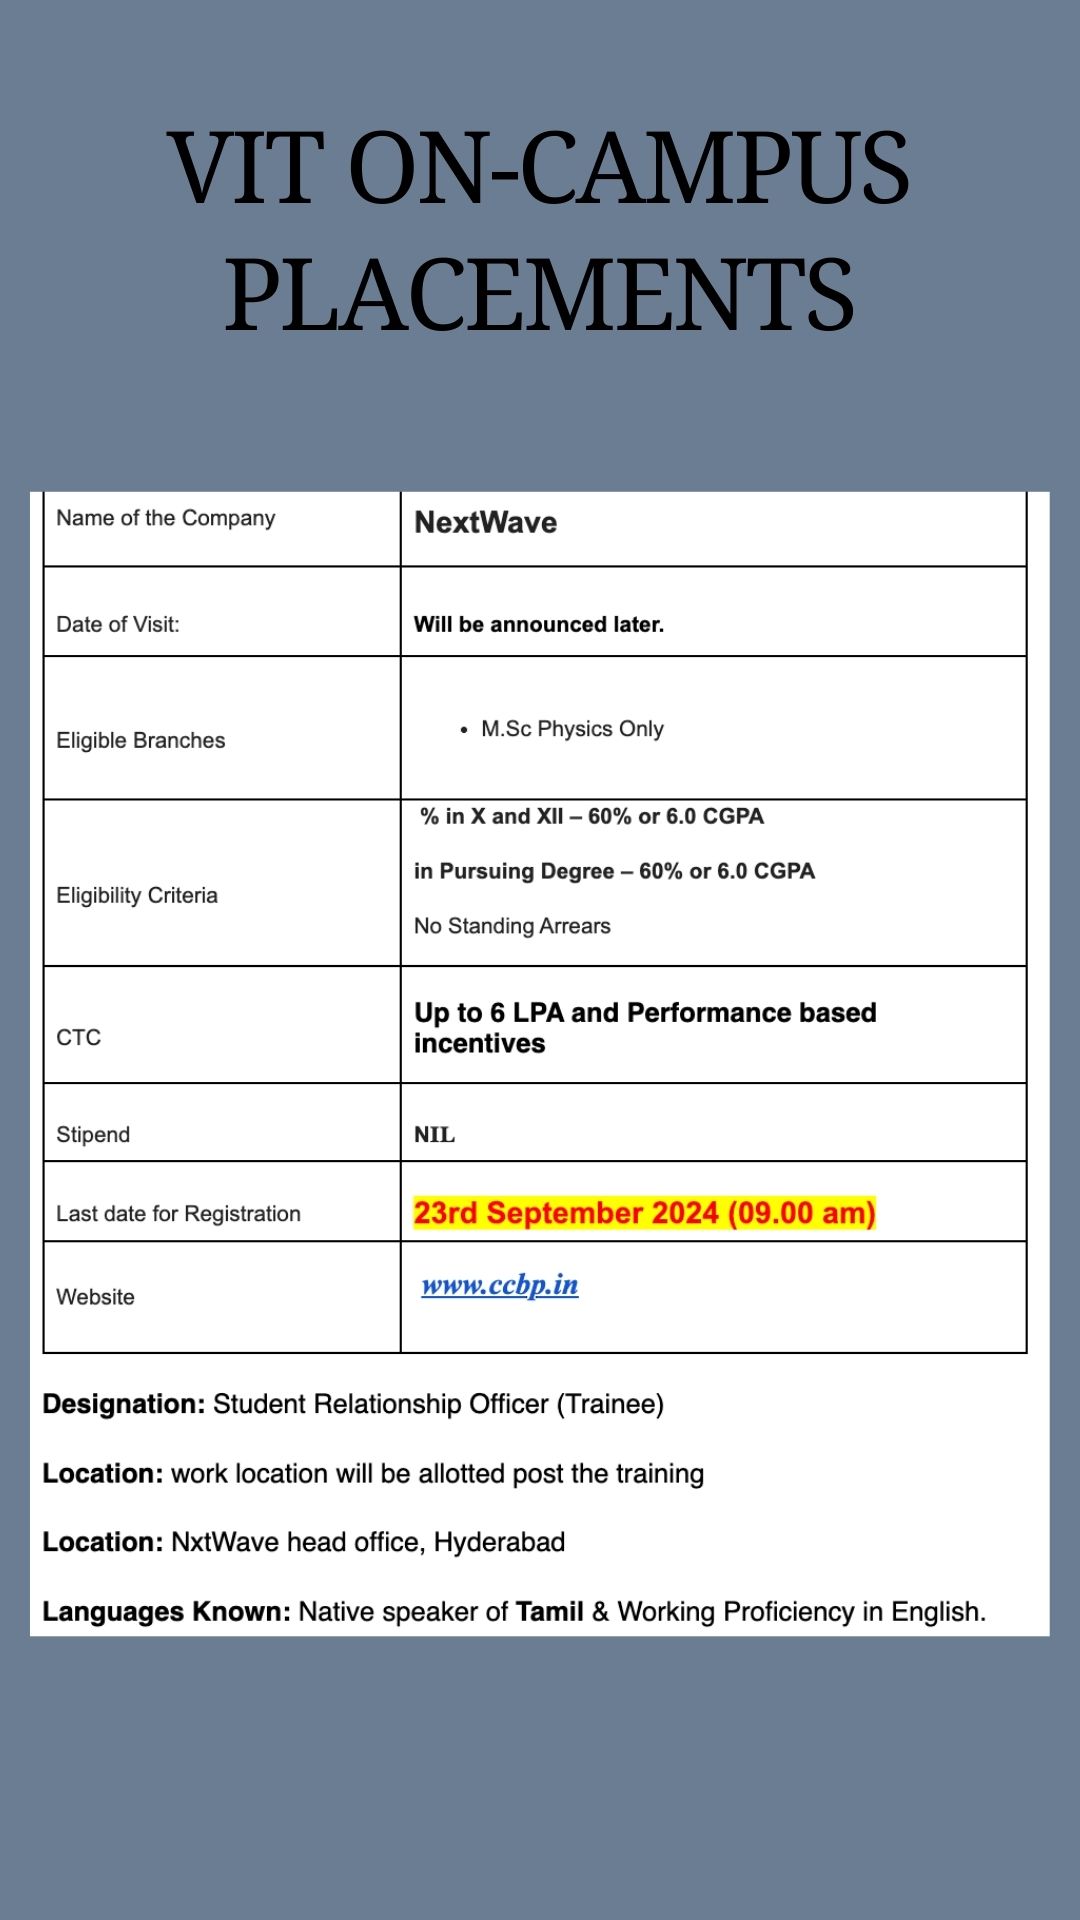 VIT ON-CAMPUS
PLACEMENTS
Name of the Company
NextWave
Date of Visit:
Will be announced later.
Eligible Branches
• M.Sc Physics Only
Eligibility Criteria
% in X and XII – 60% or 6.0 CGPA
in Pursuing Degree – 60% or 6.0 CGPA
No Standing Arrears
CTC
Up to 6 LPA and Performance based
incentives
Stipend
NIL
Last date for Registration
23rd September 2024 (09.00 am)
Website
www.ccbp.in
Designation: Student Relationship Officer (Trainee)
Location: work location will be allotted post the training
Location: NxtWave head office, Hyderabad
Languages Known: Native speaker of Tamil & Working Proficiency in English.